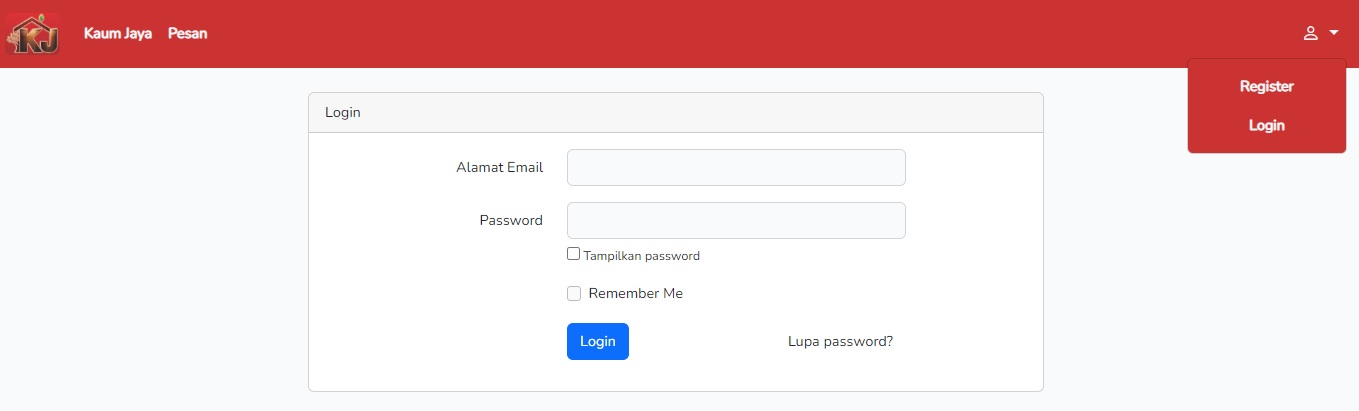 KJ
Kaum Jaya Pesan
Register
Login
Login
Alamat Email
Password
Tampilkan password
Remember Me
Login Lupa password?